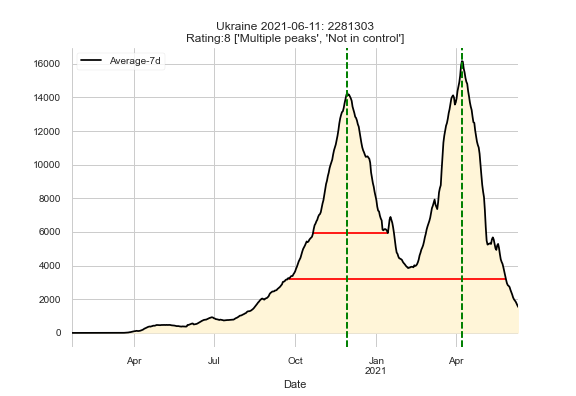 Ukraine 2021-06-11: 2281303
Rating:8 ['Multiple peaks', 'Not in control']
Average-7d
16000
14000
12000
10000
8000
6000
4000
2000
0
Apr
Jul
Oct
Jan
2021
Apr
Date